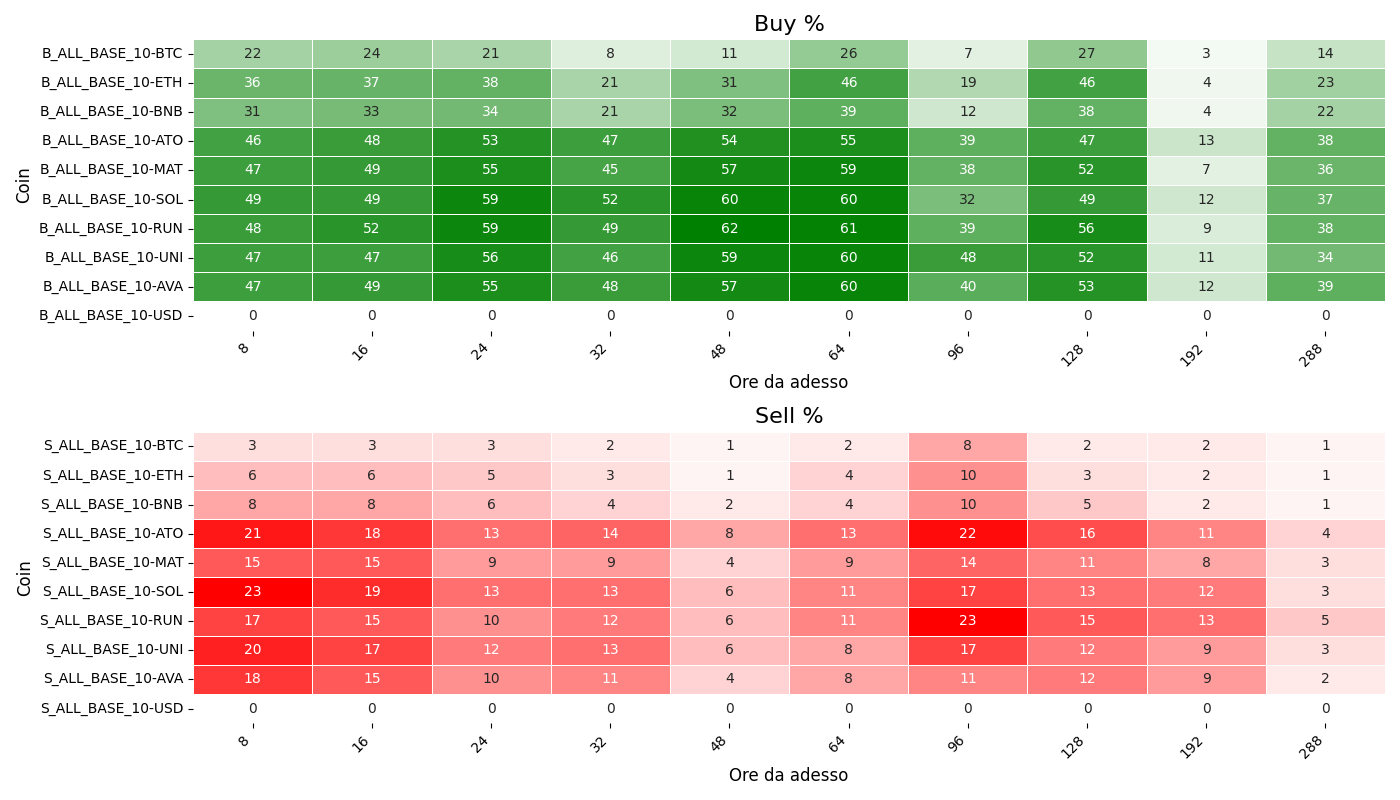 Buy %
Coin
B_ALL_BASE_10-BTC 22 24 21 8 11 26 7 27 3 14
B_ALL_BASE_10-ETH 36 37 38 21 31 46 19 46 4 23
B_ALL_BASE_10-BNB 31 33 34 21 32 39 12 38 4 22
B_ALL_BASE_10-ATO 46 48 53 47 54 55 39 47 13 38
B_ALL_BASE_10-MAT 47 49 55 45 57 59 38 52 7 36
B_ALL_BASE_10-SOL 49 49 59 52 60 60 32 49 12 37
B_ALL_BASE_10-RUN 48 52 59 49 62 61 39 56 9 38
B_ALL_BASE_10-UNI 47 47 56 46 59 60 48 52 11 34
B_ALL_BASE_10-AVA 47 49 55 48 57 60 40 53 12 39
B_ALL_BASE_10-USD 0 0 0 0 0 0 0 0 0 0
8 16 24 32 48 64 96 128 192 288
Ore da adesso
Sell %
Coin
S_ALL_BASE_10-BTC 3 3 3 2 1 2 8 2 2 1
S_ALL_BASE_10-ETH 6 6 5 3 1 4 10 3 2 1
S_ALL_BASE_10-BNB 8 8 6 4 2 4 10 5 2 1
S_ALL_BASE_10-ATO 21 18 13 14 8 13 22 16 11 4
S_ALL_BASE_10-MAT 15 15 9 9 4 9 14 11 8 3
S_ALL_BASE_10-SOL 23 19 13 13 6 11 17 13 12 3
S_ALL_BASE_10-RUN 17 15 10 12 6 11 23 15 13 5
S_ALL_BASE_10-UNI 20 17 12 13 6 8 17 12 9 3
S_ALL_BASE_10-AVA 18 15 10 11 4 8 11 12 9 2
S_ALL_BASE_10-USD 0 0 0 0 0 0 0 0 0 0
8 16 24 32 48 64 96 128 192 288
Ore da adesso